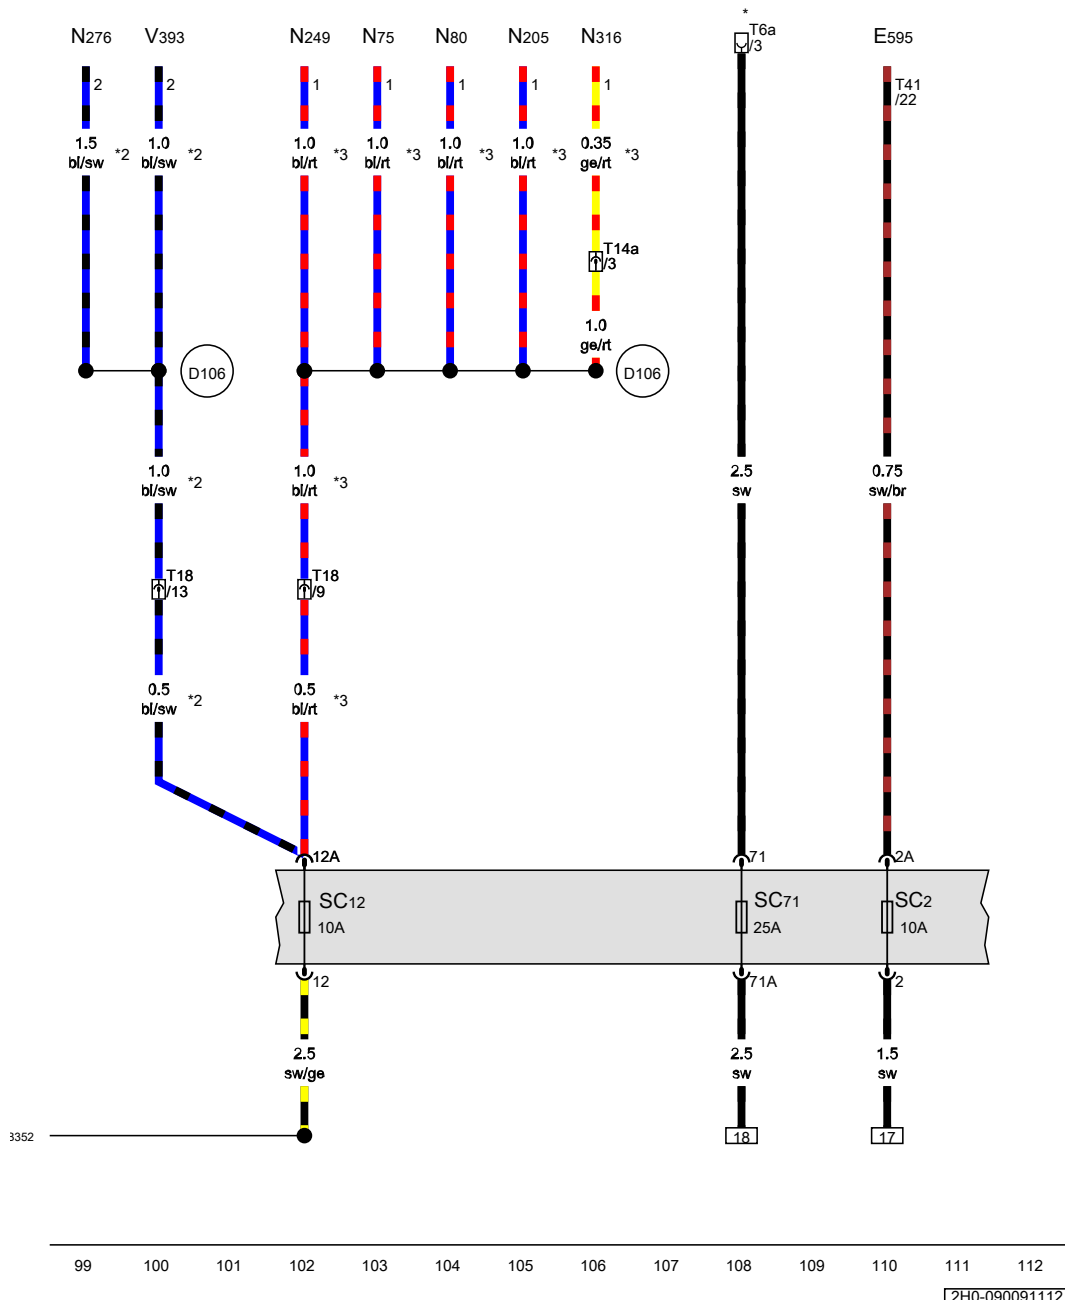 *
N276 V393 N249 N75 N80 N205 N316 T6a E595
/3
2 2 1 1 1 1 1 T41
/22
1.5 1.0 1.0 1.0 1.0 1.0 0.35
bl/sw *2 bl/sw *2 bl/rt *3 bl/rt *3 bl/rt *3 bl/rt *3 ge/rt *3
T14a
/3
1.0
ge/rt
D106 D106
1.0 1.0 2.5 0.75
bl/sw *2 bl/rt *3 sw sw/br
T18 T18
/13 /9
0.5 0.5
bl/sw *2 bl/rt *3
12A 71 2A
SC12 SC71 SC2
10A 25A 10A
12 71A 2
2.5 2.5 1.5
sw/ge sw sw
3352 18 17
99 100 101 102 103 104 105 106 107 108 109 110 111 112
2H0-090091112